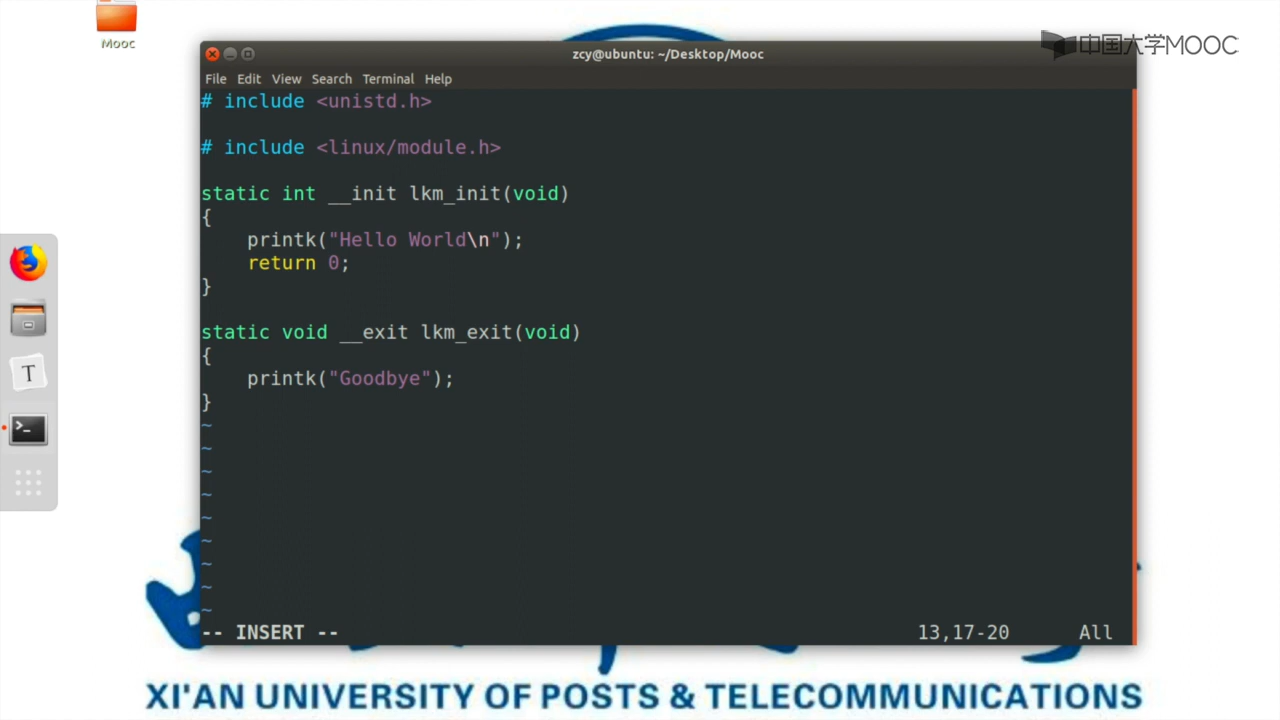 Mooc
中国大学MOOC
zcy@ubuntu: ~/Desktop/Mooc
File Edit View Search Terminal Help
# include <unistd.h>
# include <linux/module.h>
static int __init lkm_init(void)
{
    printk("Hello World\n");
    return 0;
}
static void __exit lkm_exit(void)
{
    printk("Goodbye");
}
~
~
~
~
~
~
~
~
~
-- INSERT -- 13,17-20 All
XI'AN UNIVERSITY OF POSTS & TELECOMMUNICATIONS